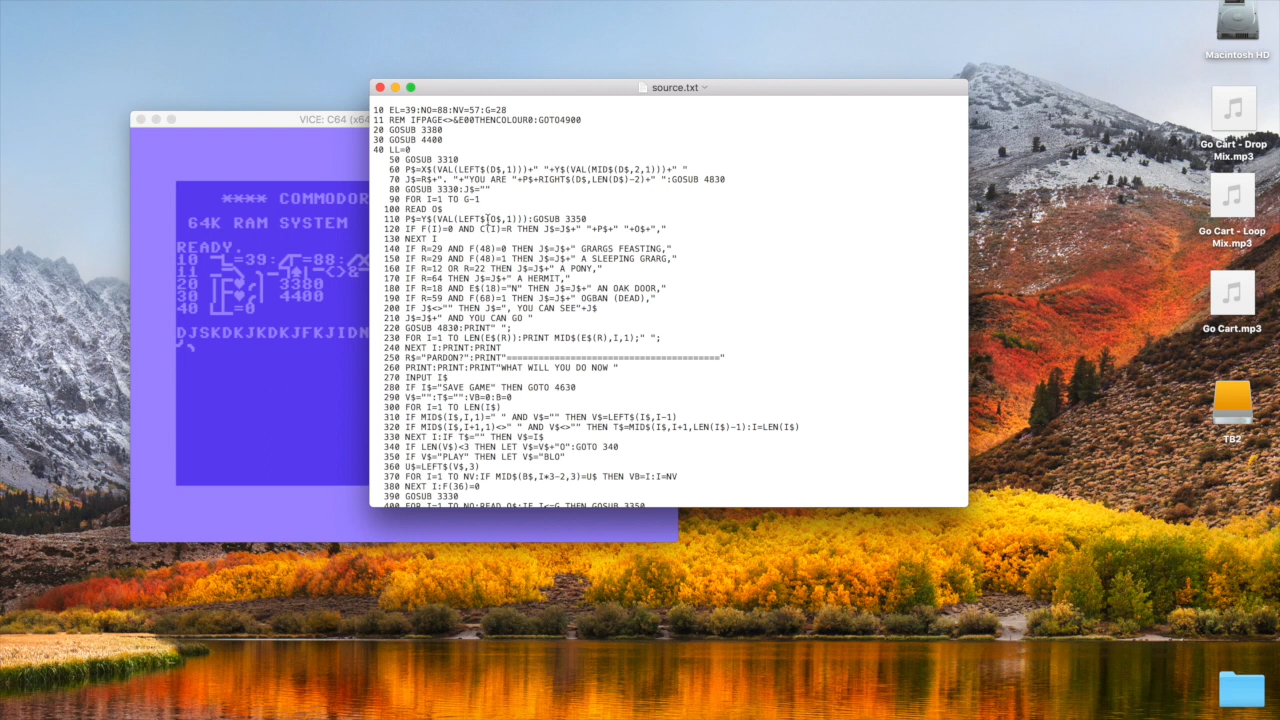 source.txt
10 EL=39:NO=88:NV=57:G=28
11 REM IFPAGE<>&E00THENCOLOUR0:GOTO4900
20 GOSUB 3380
30 GOSUB 4400
40 LL=0
50 GOSUB 3310
60 P$=X$(VAL(LEFT$(D$,1)))+" "+Y$(VAL(MID$(D$,2,1)))+" "
70 J$=R$+". "+"YOU ARE "+P$+RIGHT$(D$,LEN(D$)-2)+" ":GOSUB 4830
80 GOSUB 3330:J$=""
90 FOR I=1 TO G-1
100 READ O$
110 P$=Y$(VAL(LEFT$(O$,1))):GOSUB 3350
120 IF F(I)=0 AND C(I)=R THEN J$=J$+" "+P$+" "+O$+","
130 NEXT I
140 IF R=29 AND F(48)=0 THEN J$=J$+" GRARGS FEASTING,"
150 IF R=29 AND F(48)=1 THEN J$=J$+" A SLEEPING GRARG,"
160 IF R=12 OR R=22 THEN J=J$+" A PONY,"
170 IF R=64 THEN J$=J$+" A HERMIT,"
180 IF R=18 AND E$(18)="N" THEN J$=J$+" AN OAK DOOR,"
190 IF R=59 AND F(68)=1 THEN J$=J$+" OGBAN (DEAD),"
200 IF J$<>"" THEN J$=", YOU CAN SEE"+J$
210 J$=J$+" AND YOU CAN GO "
220 GOSUB 4830:PRINT" ";
230 FOR I=1 TO LEN(E$(R)):PRINT MID$(E$(R),I,1);" ";
240 NEXT I:PRINT:PRINT
250 R$="PARDON?":PRINT"========================================"
260 PRINT:PRINT:PRINT"WHAT WILL YOU DO NOW "
270 INPUT I$
280 IF I$="SAVE GAME" THEN GOTO 4630
290 V$="":T$="":VB=0:B=0
300 FOR I=1 TO LEN(I$)
310 IF MID$(I$,I,1)=" " AND V$="" THEN V$=LEFT$(I$,I-1)
320 IF MID$(I$,I+1,1)<>" " AND V$<>"" THEN T$=MID$(I$,I+1,LEN(I$)-1):I=LEN(I$)
330 NEXT I:IF T$="" THEN V$=I$
340 IF LEN(V$)<3 THEN LET V$=V$+"O":GOTO 340
350 IF V$="PLAY" THEN LET V$="BLO"
360 U$=LEFT$(V$,3)
370 FOR I=1 TO NV:IF MID$(B$,I*3-2,3)=U$ THEN VB=I:I=NV
380 NEXT I:F(36)=0
390 GOSUB 3330
400 FOR I=1 TO NO:READ O$:IF I<=G THEN GOSUB 3350
VICE: C64 (x64
**** COMMODOR
64K RAM SYSTEM
READY.
20 3380
30 4400
DJSKDKJKDKJFKJIDN
Macintosh HD
Go Cart - Drop
Mix.mp3
Go Cart - Loop
Mix.mp3
Go Cart.mp3
TB2